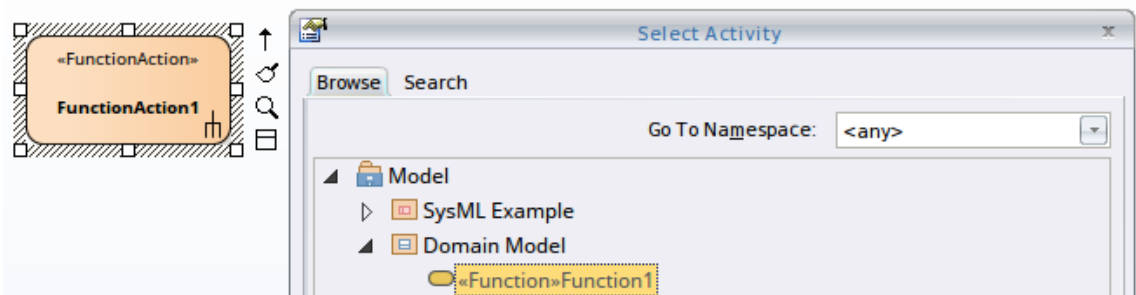 Select Activity
«FunctionAction»
FunctionAction1
Browse Search
Go To Namespace: <any>
Model
SysML Example
Domain Model
«Function»Function1